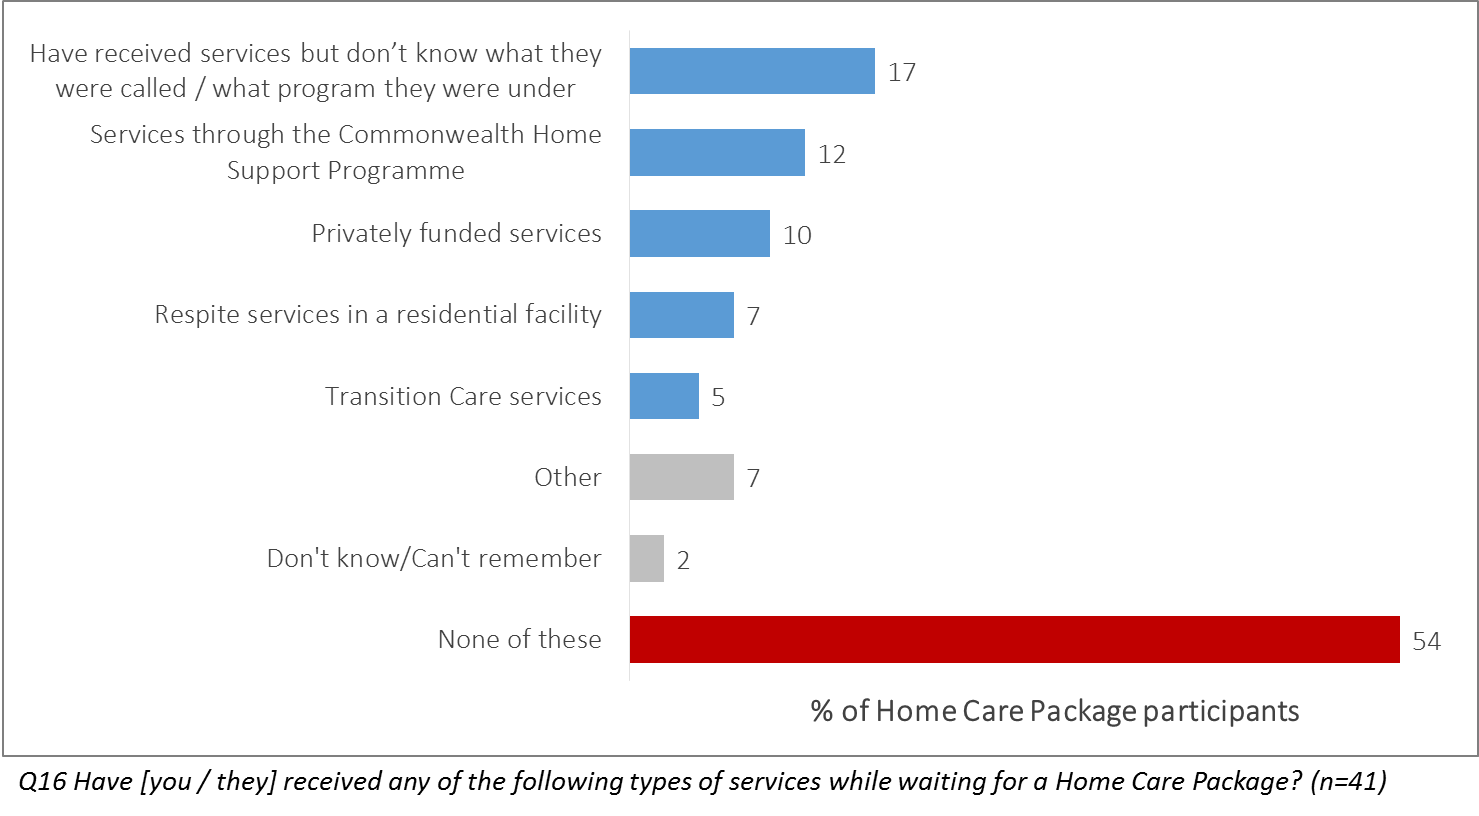 Have received services but don’t know what they
were called / what program they were under
17
Services through the Commonwealth Home
Support Programme
12
Privately funded services
10
Respite services in a residential facility
7
Transition Care services
5
Other
7
Don't know/Can't remember
2
None of these
54
% of Home Care Package participants
Q16 Have [you / they] received any of the following types of services while waiting for a Home Care Package? (n=41)